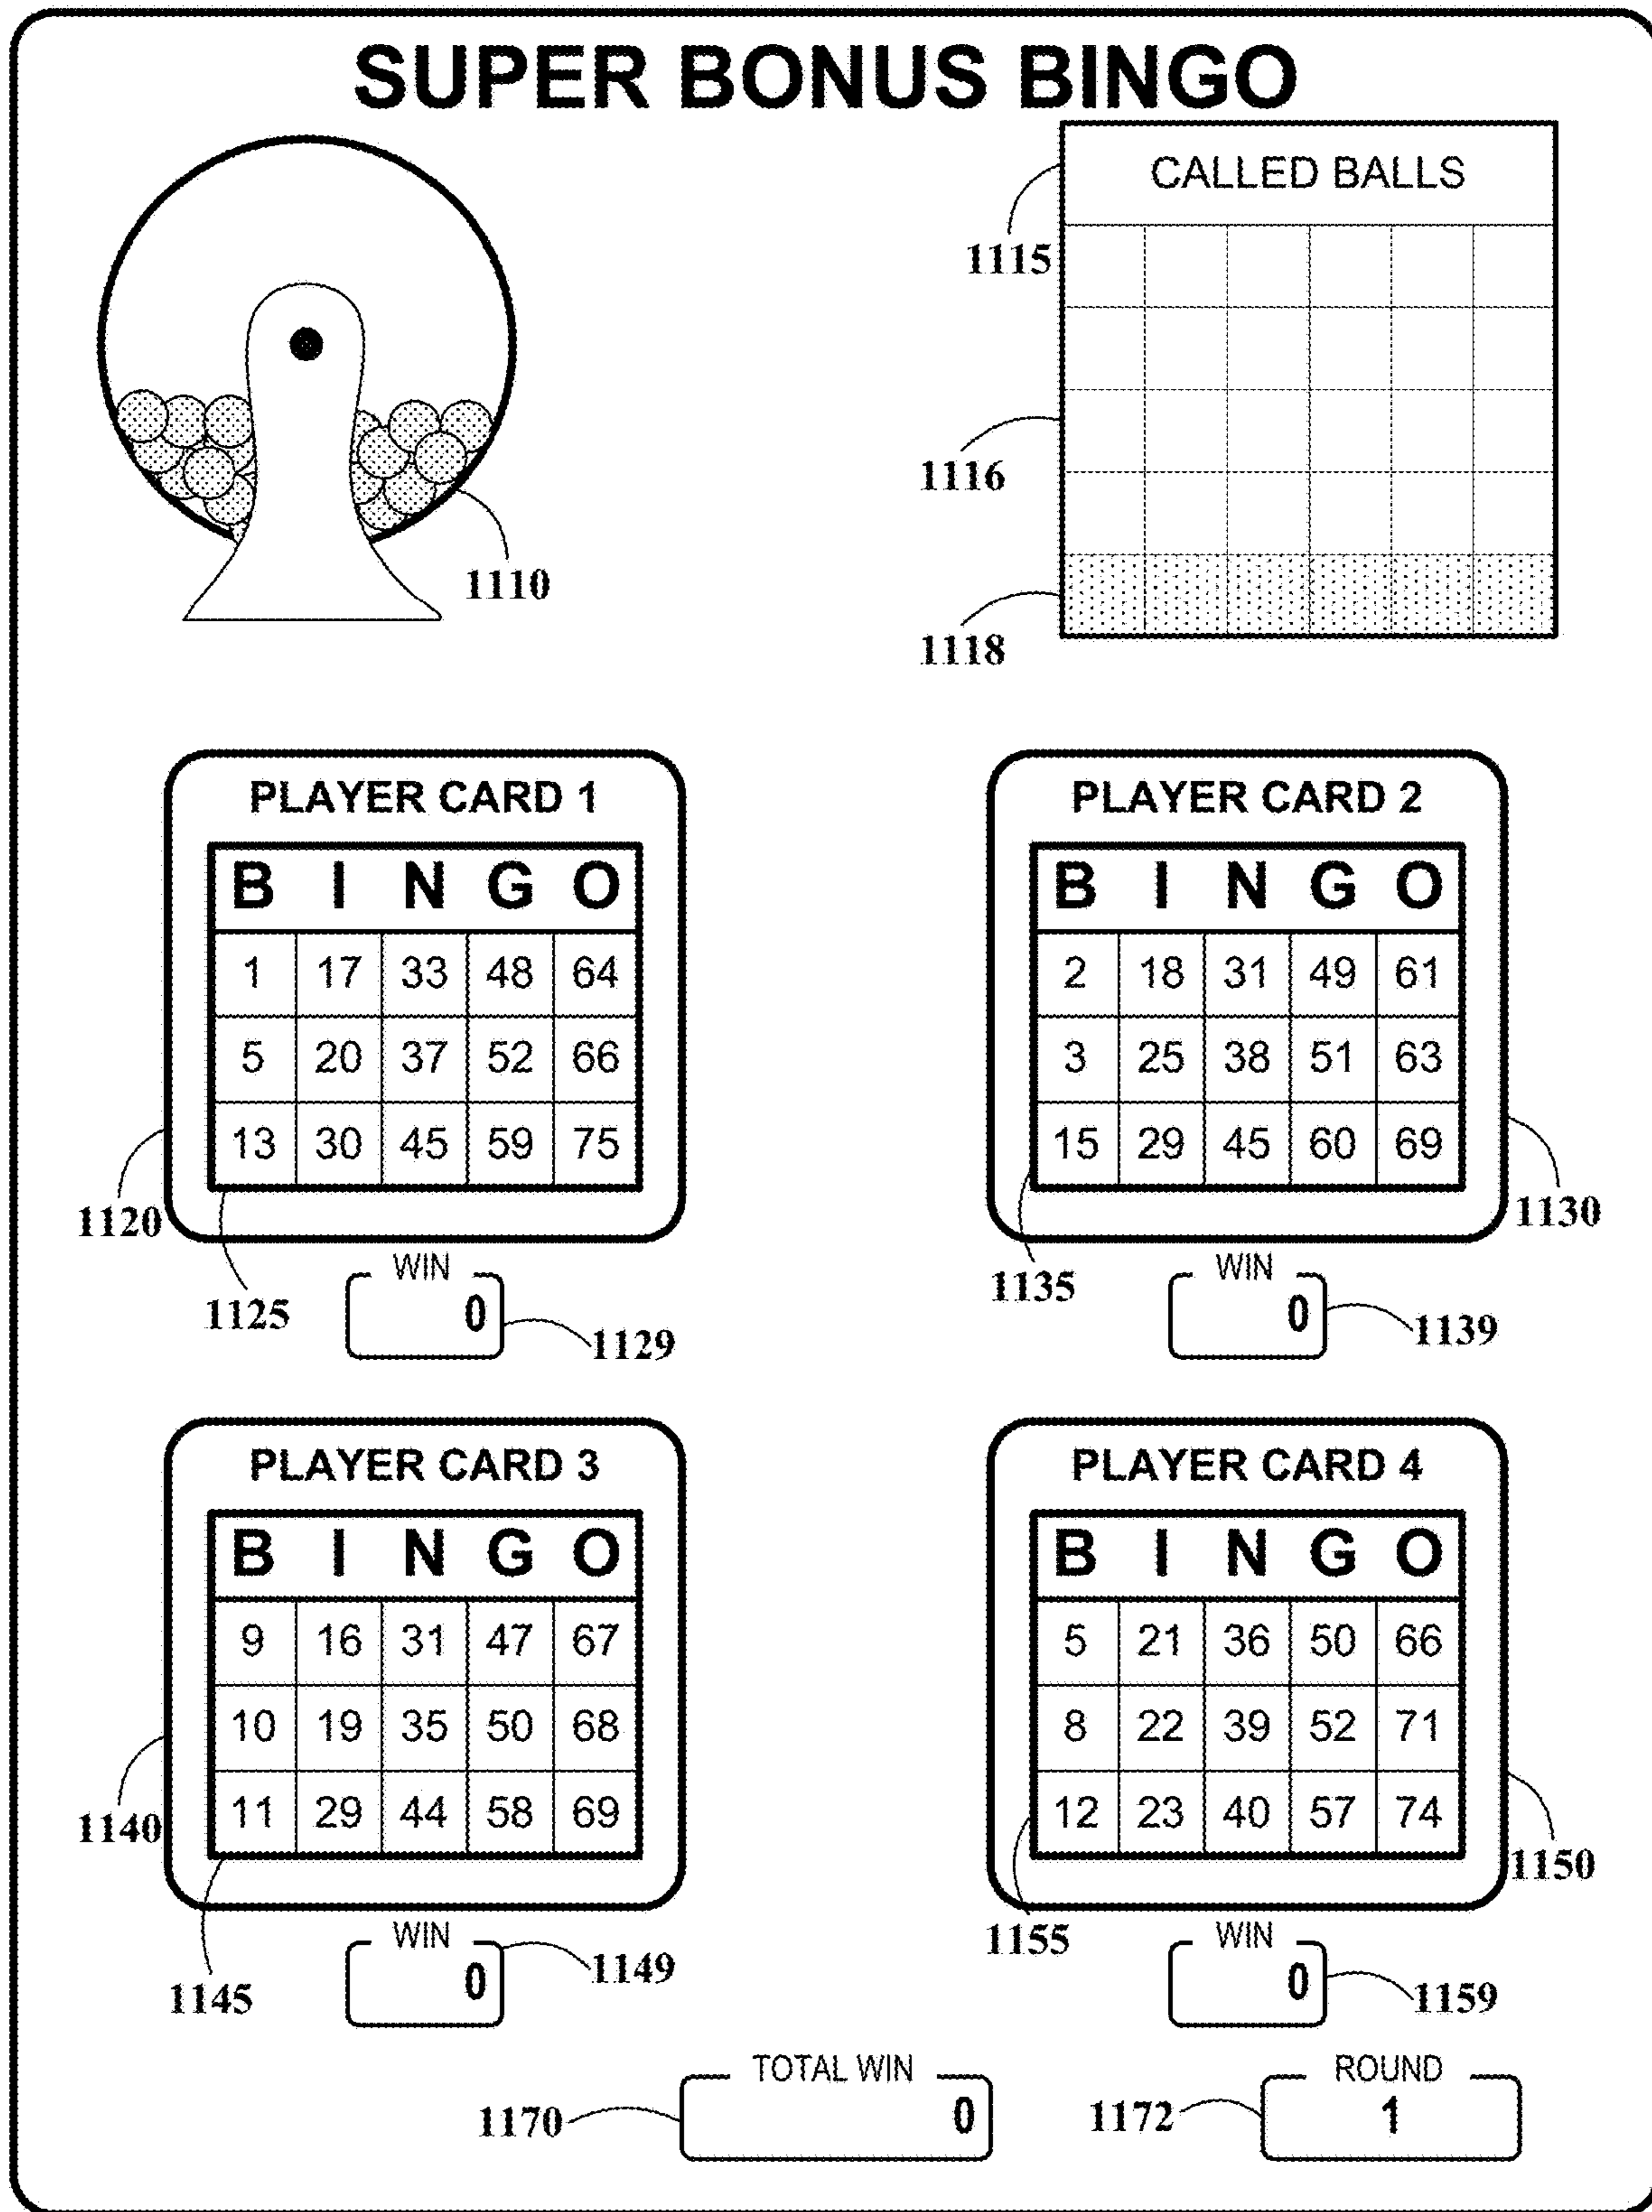 SUPER BONUS BINGO
CALLED BALLS
1115
1116
1110
1118
PLAYER CARD 1
B I N G O
1 17 33 48 64
5 20 37 52 66
13 30 45 59 75
1120
1125
WIN
0
1129
PLAYER CARD 2
B I N G O
2 18 31 49 61
3 25 38 51 63
15 29 45 60 69
1130
1135
WIN
0
1139
PLAYER CARD 3
B I N G O
9 16 31 47 67
10 19 35 50 68
11 29 44 58 69
1140
1145
WIN
0
1149
PLAYER CARD 4
B I N G O
5 21 36 50 66
8 22 39 52 71
12 23 40 57 74
1150
1155
WIN
0
1159
TOTAL WIN
0
1170
ROUND
1
1172